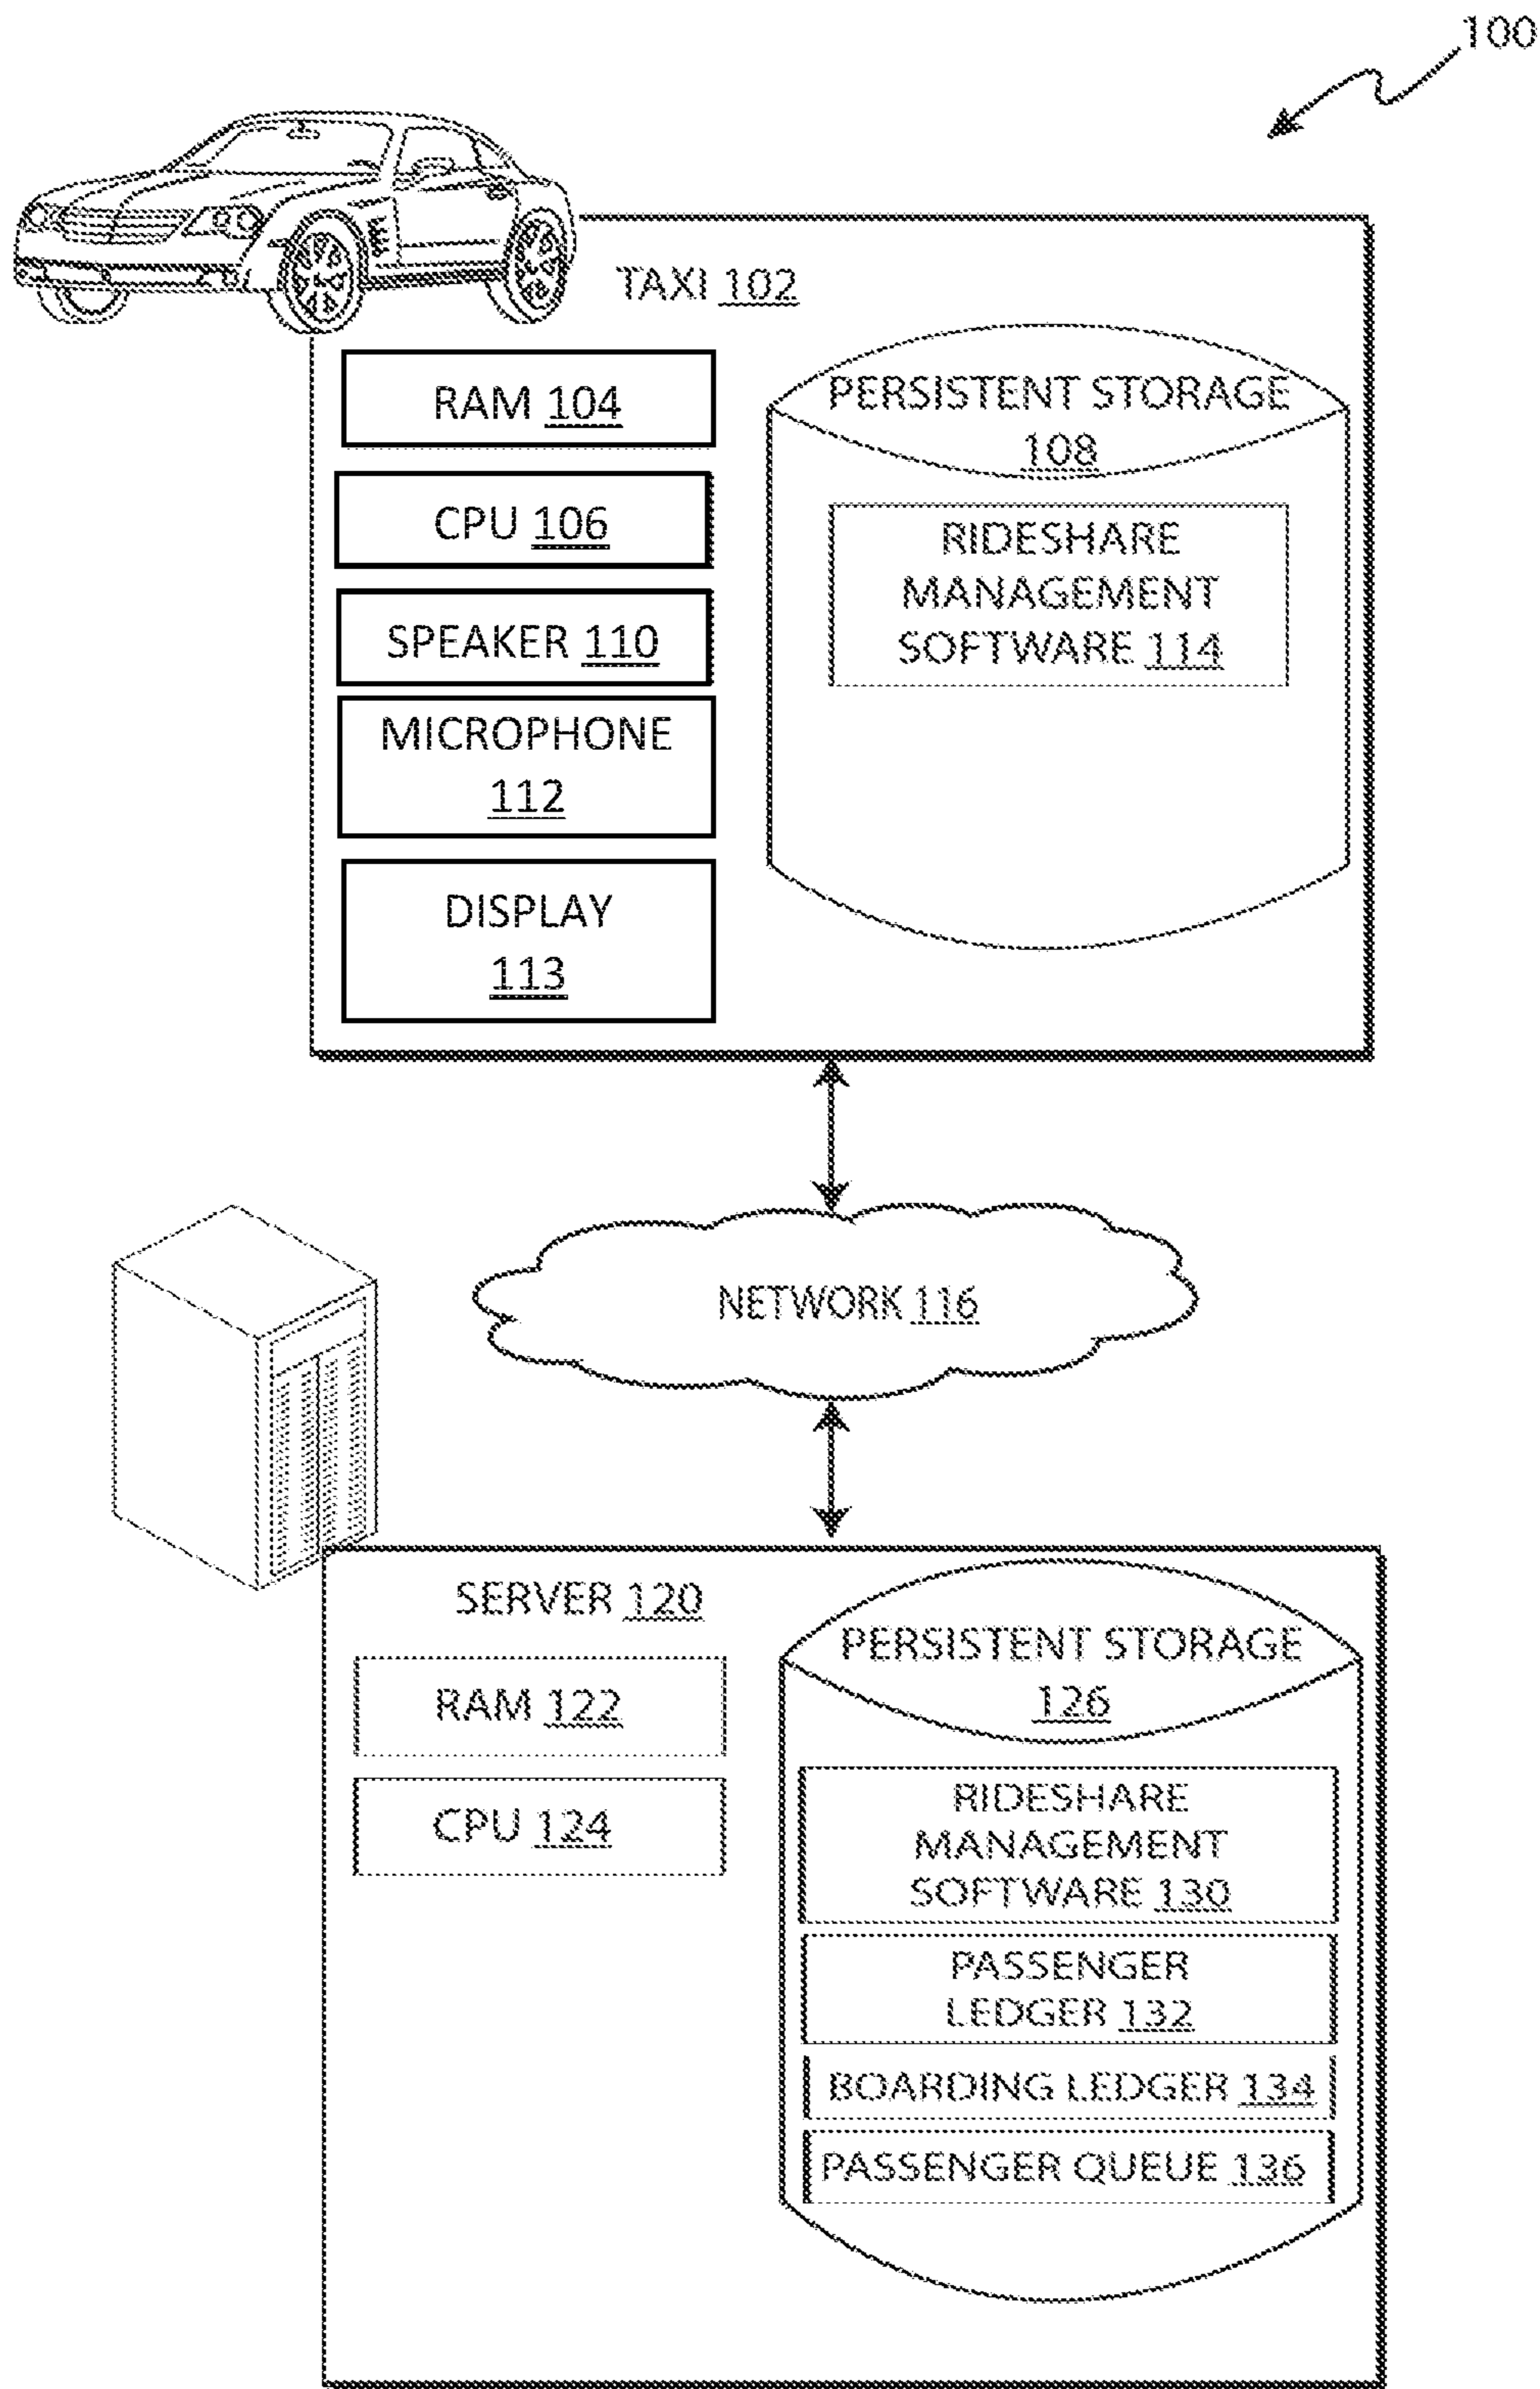 100
TAXI 102
RAM 104
CPU 106
SPEAKER 110
MICROPHONE
112
DISPLAY
113
PERSISTENT STORAGE
108
RIDESHARE
MANAGEMENT
SOFTWARE 114
NETWORK 116
SERVER 120
RAM 122
CPU 124
PERSISTENT STORAGE
126
RIDESHARE
MANAGEMENT
SOFTWARE 130
PASSENGER
LEDGER 132
BOARDING LEDGER 134
PASSENGER QUEUE 136